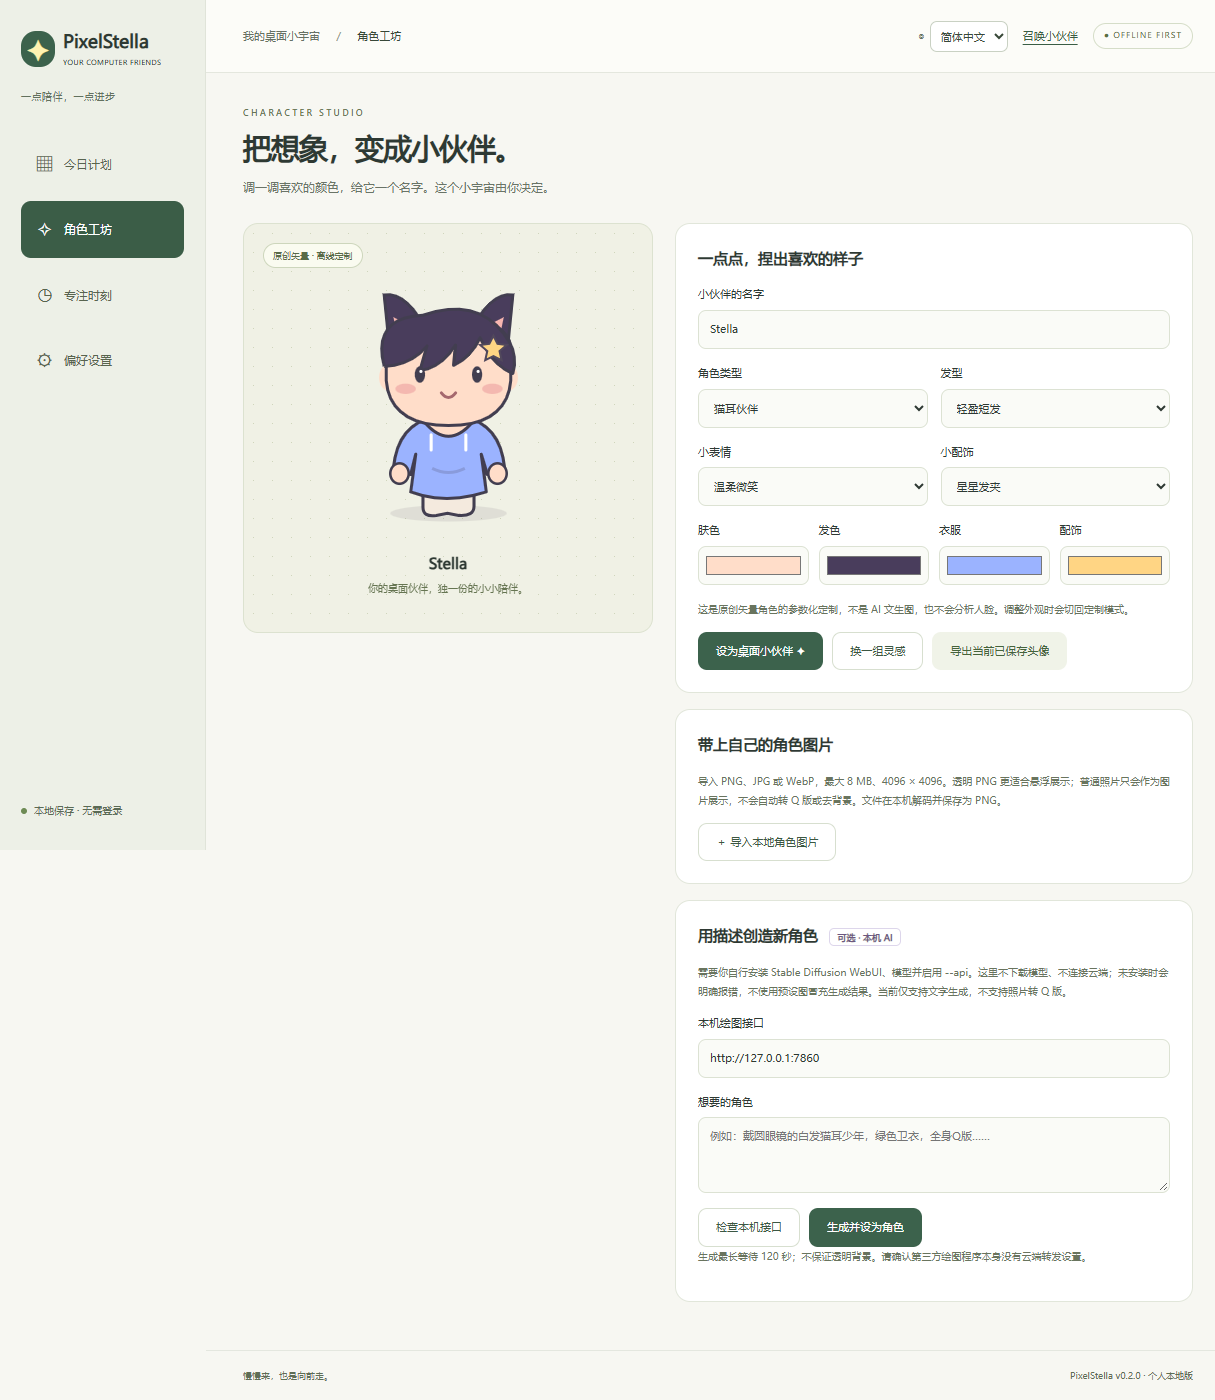 PixelStella
YOUR COMPUTER FRIENDS
一点陪伴，一点进步
今日计划
角色工坊
专注时刻
偏好设置
本地保存 · 无需登录
我的桌面小宇宙 / 角色工坊
简体中文
召唤小伙伴
OFFLINE FIRST
CHARACTER STUDIO
把想象，变成小伙伴。
调一调喜欢的颜色，给它一个名字。这个小宇宙由你决定。
原创矢量 · 离线定制
Stella
你的桌面伙伴，独一份的小小陪伴。
一点点，捏出喜欢的样子
小伙伴的名字
Stella
角色类型
发型
猫耳伙伴
轻盈短发
小表情
小配饰
温柔微笑
星星发夹
肤色
发色
衣服
配饰
这是原创矢量角色的参数化定制，不是 AI 文生图，也不会分析人脸。调整外观时会切回定制模式。
设为桌面小伙伴 ✦
换一组灵感
导出当前已保存头像
带上自己的角色图片
导入 PNG、JPG 或 WebP，最大 8 MB、4096 × 4096。透明 PNG 更适合悬浮展示；普通照片只会作为图
片展示，不会自动转 Q 版或去背景。文件在本机解码并保存为 PNG。
＋ 导入本地角色图片
用描述创造新角色
可选 · 本机 AI
需要你自行安装 Stable Diffusion WebUI、模型并启用 --api。这里不下载模型、不连接云端；未安装时会
明确报错，不使用预设图冒充生成结果。当前仅支持文字生成，不支持照片转 Q 版。
本机绘图接口
http://127.0.0.1:7860
想要的角色
例如：戴圆眼镜的白发猫耳少年，绿色卫衣，全身Q版……
检查本机接口
生成并设为角色
生成最长等待 120 秒；不保证透明背景。请确认第三方绘图程序本身没有云端转发设置。
慢慢来，也是向前走。
PixelStella v0.2.0 · 个人本地版